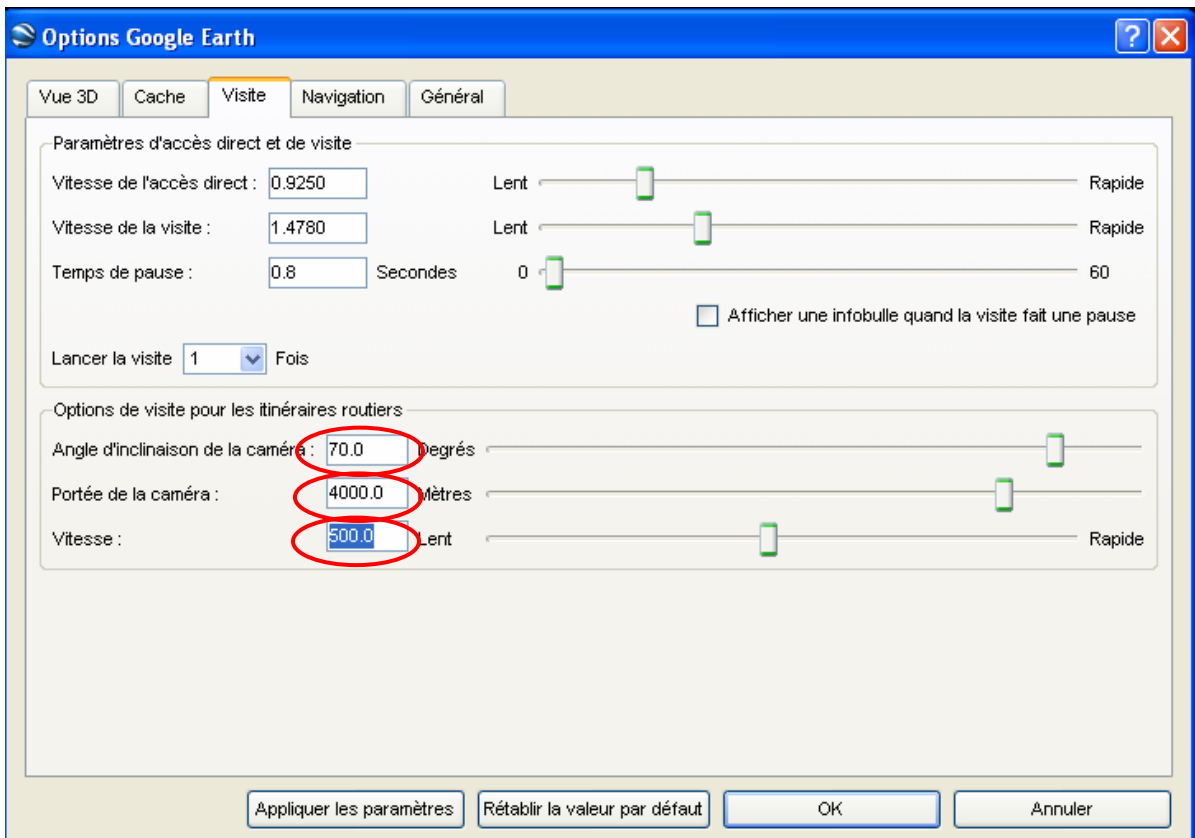 Options Google Earth
Vue 3D Cache Visite Navigation Général
Paramètres d'accès direct et de visite
Vitesse de l'accès direct : 0.9250 Lent Rapide
Vitesse de la visite : 1.4780 Lent Rapide
Temps de pause : 0.8 Secondes 0 60
Afficher une infobulle quand la visite fait une pause
Lancer la visite 1 Fois
Options de visite pour les itinéraires routiers
Angle d'inclinaison de la caméra : 70.0 Degrés
Portée de la caméra : 4000.0 Mètres
Vitesse : 500.0 Lent Rapide
Appliquer les paramètres Rétablir la valeur par défaut OK Annuler